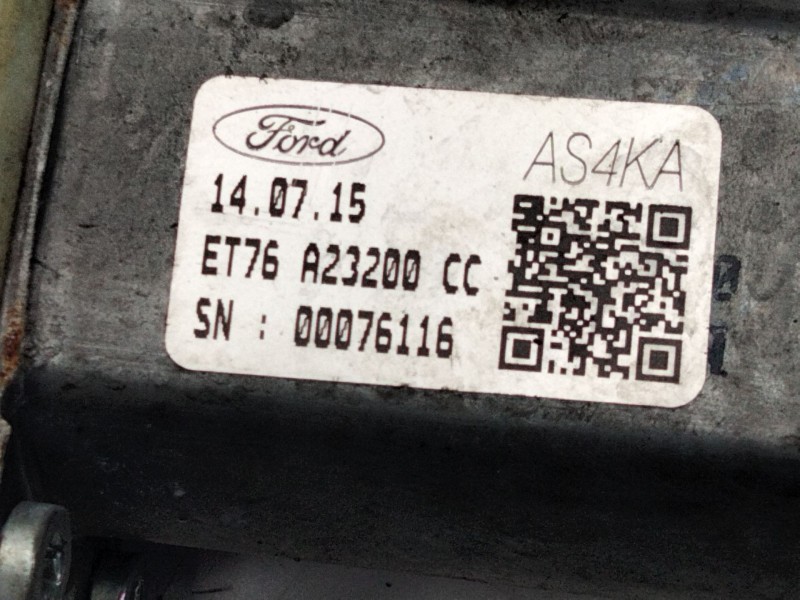 Ford
AS4KA
14.07.15
ET76 A23200 CC
SN : 00076116